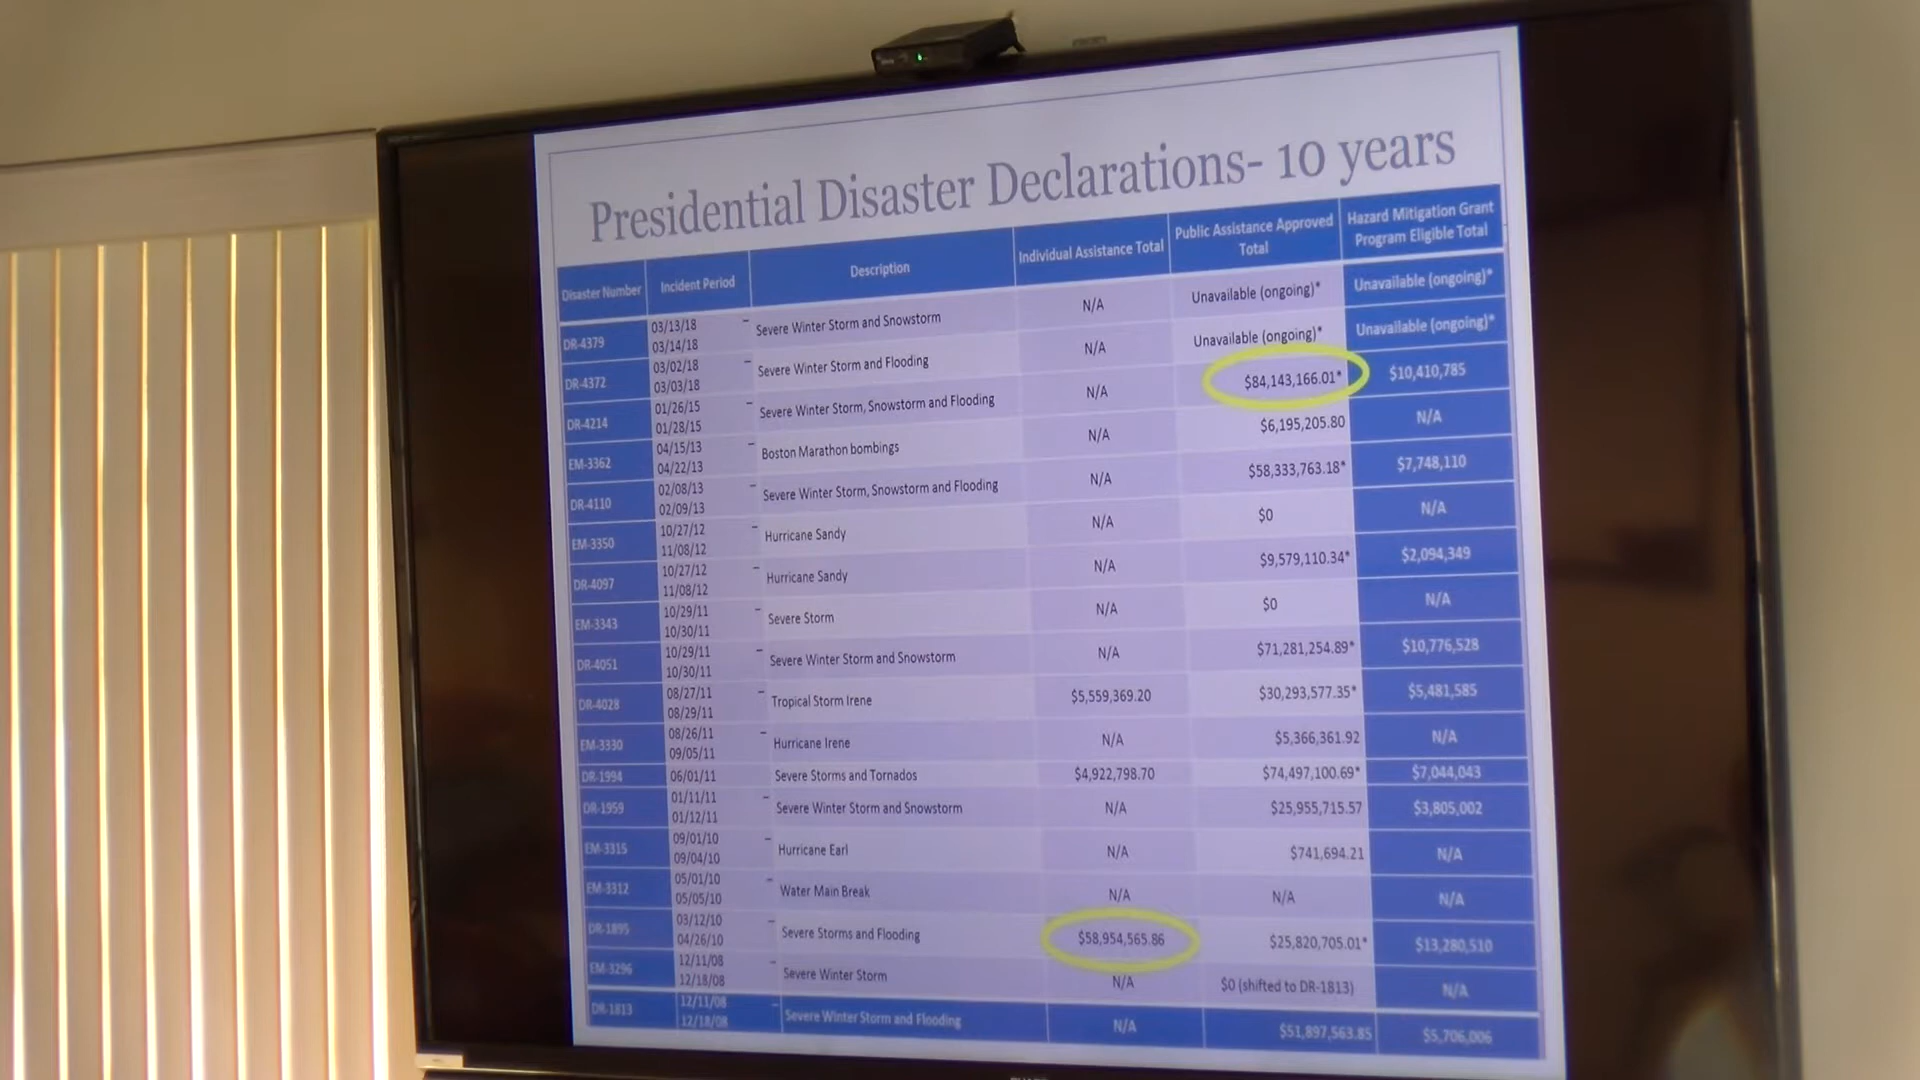 Presidential Disaster Declarations- 10 years
Disaster Number Incident Period Description Individual Assistance Total Public Assistance Approved Total Hazard Mitigation Grant Program Eligible Total
DR-4379 03/13/18 – 03/14/18 Severe Winter Storm and Snowstorm N/A Unavailable (ongoing)* Unavailable (ongoing)*
DR-4372 03/02/18 – 03/03/18 Severe Winter Storm and Flooding N/A Unavailable (ongoing)* Unavailable (ongoing)*
DR-4214 01/26/15 – 01/28/15 Severe Winter Storm, Snowstorm and Flooding N/A $84,143,166.01* $10,410,785
EM-3362 04/15/13 – 04/22/13 Boston Marathon bombings N/A $6,195,205.80 N/A
DR-4110 02/08/13 – 02/09/13 Severe Winter Storm, Snowstorm and Flooding N/A $58,333,763.18* $7,748,110
EM-3350 10/27/12 – 11/08/12 Hurricane Sandy N/A $0 N/A
DR-4097 10/27/12 – 11/08/12 Hurricane Sandy N/A $9,579,110.34* $2,094,349
EM-3343 10/29/11 – 10/30/11 Severe Storm N/A $0 N/A
DR-4051 10/29/11 – 10/30/11 Severe Winter Storm and Snowstorm N/A $71,281,254.89* $10,776,528
DR-4028 08/27/11 – 08/29/11 Tropical Storm Irene $5,559,369.20 $30,293,577.35* $5,481,585
EM-3330 08/26/11 – 09/05/11 Hurricane Irene N/A $5,366,361.92 N/A
DR-1994 06/01/11 Severe Storms and Tornados $4,922,798.70 $74,497,100.69* $7,044,043
DR-1959 01/11/11 – 01/12/11 Severe Winter Storm and Snowstorm N/A $25,955,715.57 $3,805,002
EM-3315 09/01/10 – 09/04/10 Hurricane Earl N/A $741,694.21 N/A
EM-3312 05/01/10 – 05/05/10 Water Main Break N/A N/A N/A
DR-1895 03/12/10 – 04/26/10 Severe Storms and Flooding $58,954,565.86 $25,820,705.01* $13,280,510
EM-3296 12/11/08 – 12/18/08 Severe Winter Storm N/A $0 (shifted to DR-1813) N/A
DR-1813 12/11/08 – 12/18/08 Severe Winter Storm and Flooding N/A $51,897,563.85 $5,706,006